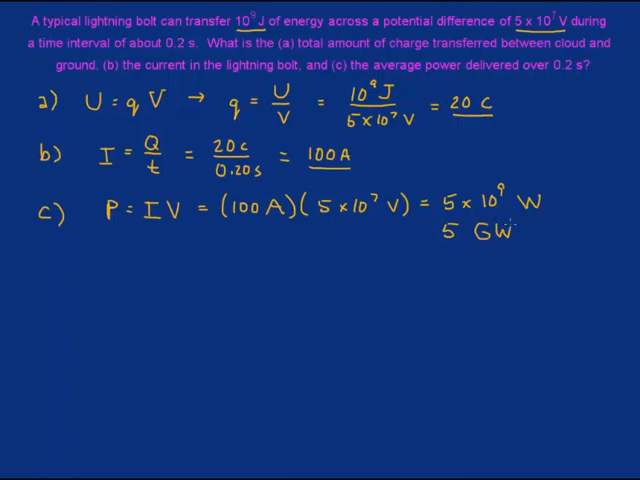 A typical lightning bolt can transfer 10⁹ J of energy across a potential difference of 5 x 10⁷ V during
a time interval of about 0.2 s. What is the (a) total amount of charge transferred between cloud and
ground, (b) the current in the lightning bolt, and (c) the average power delivered over 0.2 s?
a) U = q V → q = U/V = 10⁹ J / 5 x 10⁷ V = 20 C
b) I = Q/t = 20 C / 0.20 s = 100 A
c) P = I V = (100 A)( 5 x 10⁷ V) = 5 x 10⁹ W
5 GW